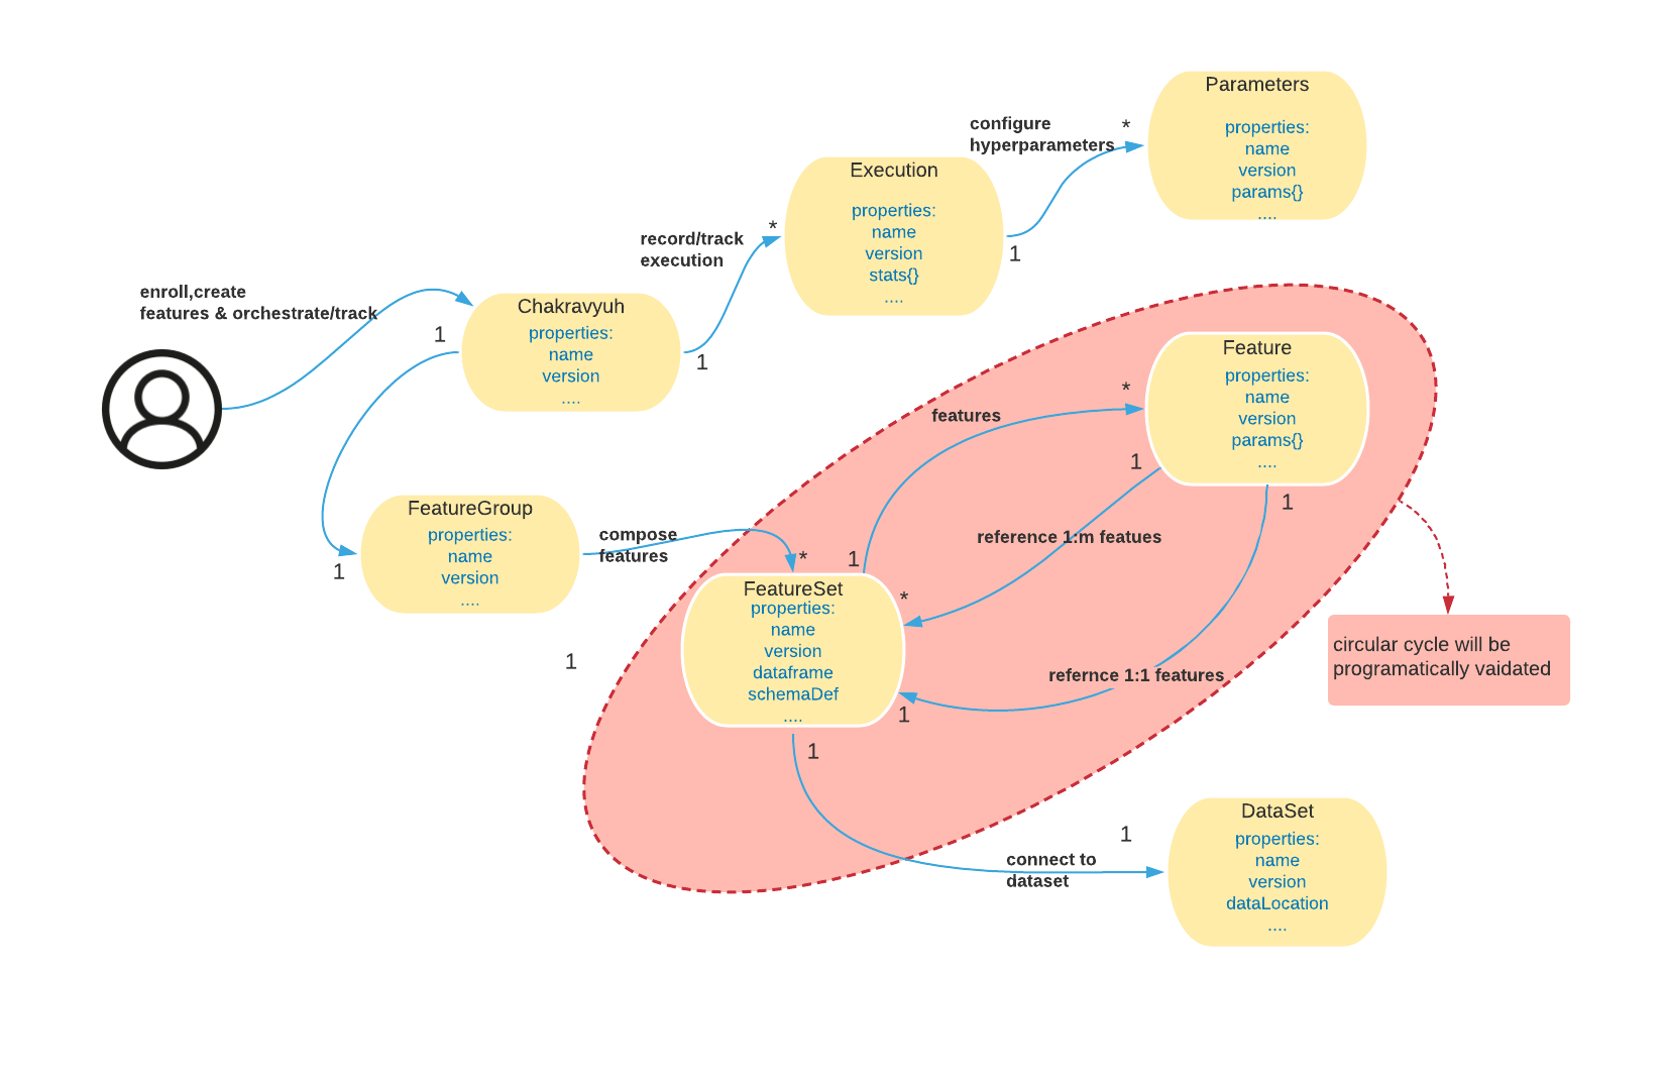 Parameters
properties:
name
version
params{}
....
configure
hyperparameters
*
1
Execution
properties:
name
version
stats{}
....
record/track
execution
*
1
enroll,create
features & orchestrate/track
Chakravyuh
properties:
name
version
....
1
1
FeatureGroup
properties:
name
version
....
compose
features
*
1
Feature
properties:
name
version
params{}
....
features
*
1
1
1
reference 1:m featues
*
refernce 1:1 features
1
FeatureSet
properties:
name
version
dataframe
schemaDef
....
1
circular cycle will be
programatically vaidated
connect to
dataset
1
DataSet
properties:
name
version
dataLocation
....